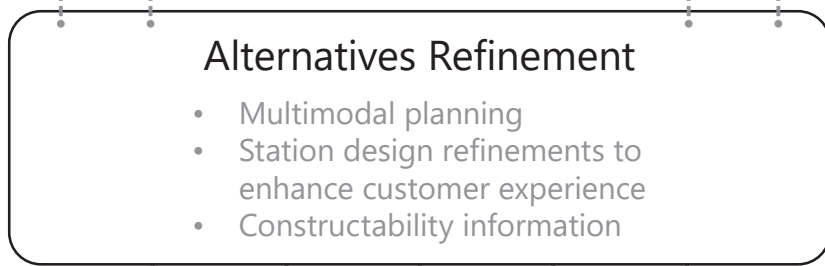 Alternatives Refinement
• Multimodal planning
• Station design refinements to
enhance customer experience
• Constructability information